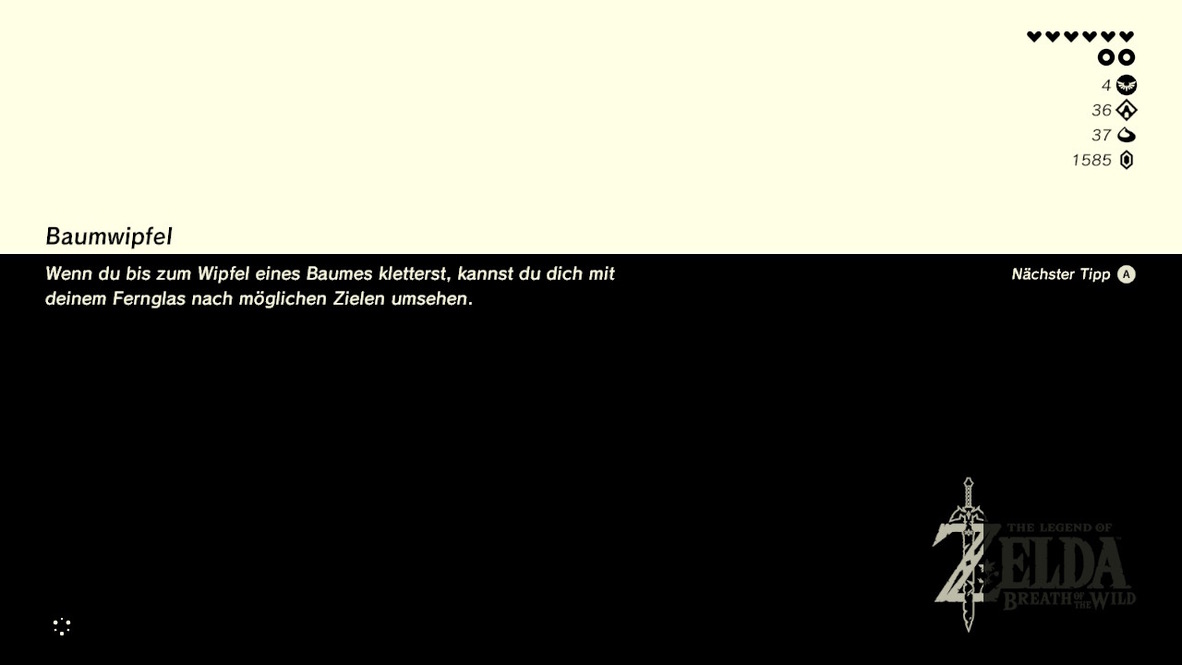 4
36
37
1585
Baumwipfel
Wenn du bis zum Wipfel eines Baumes kletterst, kannst du dich mit
deinem Fernglas nach möglichen Zielen umsehen.
Nächster Tipp A
THE LEGEND OF
ZELDA
BREATH OF THE WILD